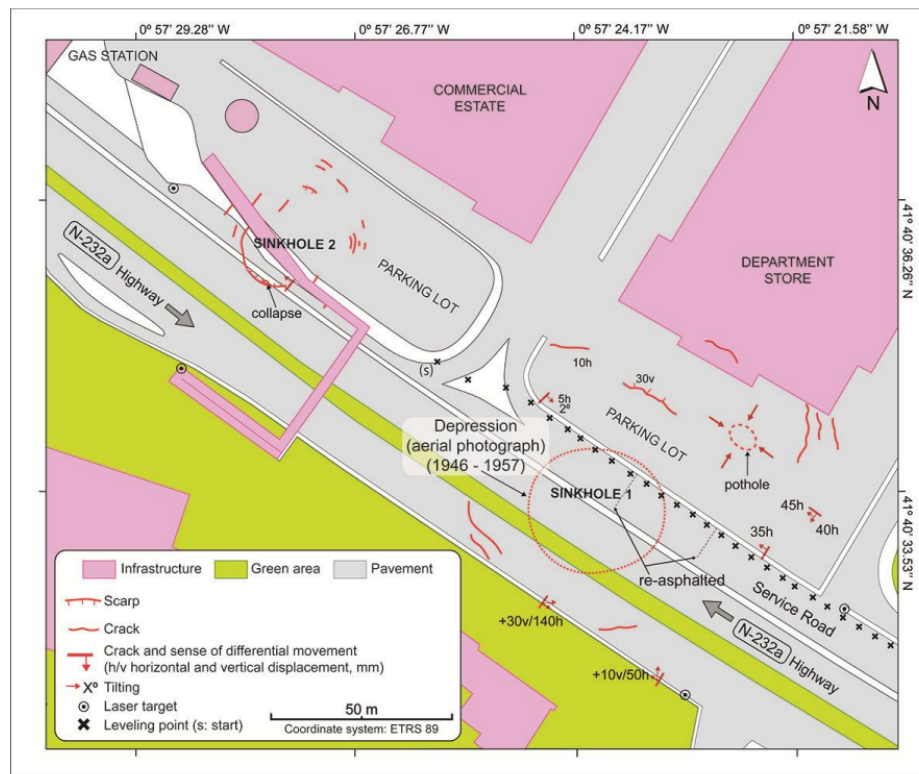 0º 57' 29.28'' W
0º 57' 26.77'' W
0º 57' 24.17'' W
0º 57' 21.58'' W
GAS STATION
COMMERCIAL
ESTATE
N
41º 40' 36.26'' N
SINKHOLE 2
PARKING LOT
DEPARTMENT
STORE
N-232a Highway
collapse
(s)
10h
30v
5h
2º
PARKING LOT
Depression
(aerial photograph)
(1946 - 1957)
SINKHOLE 1
pothole
45h
40h
35h
41º 40' 33.53'' N
re-asphalted
Service Road
+30v/140h
N-232a Highway
+10v/50h
Infrastructure
Green area
Pavement
Scarp
Crack
Crack and sense of differential movement
(h/v horizontal and vertical displacement, mm)
Xº Tilting
Laser target
Leveling point (s: start)
50 m
Coordinate system: ETRS 89